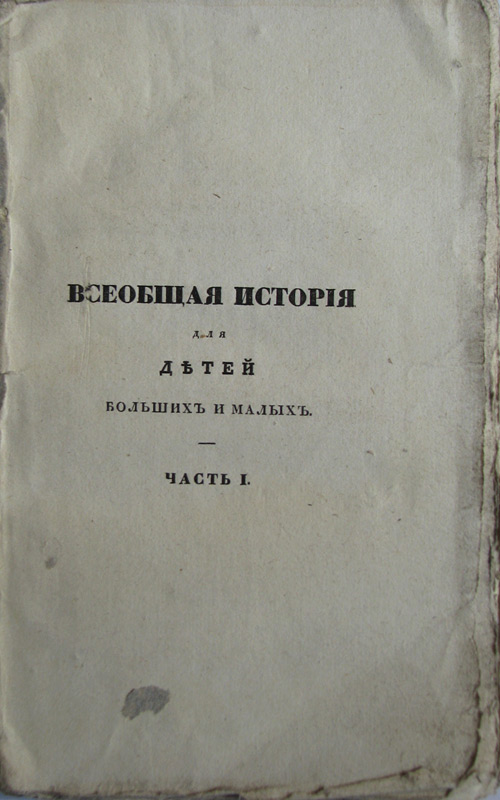 ВСЕОБЩАЯ ИСТОРІЯ
для
ДѢТЕЙ
БОЛЬШИХЪ И МАЛЫХЪ.
—
ЧАСТЬ I.